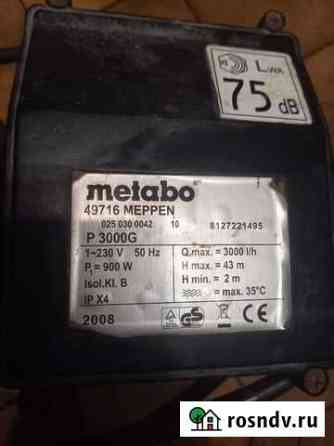 LWA
75 dB
metabo
49716 MEPPEN
025 030 0042 10 8127221495
P 3000G
1~230 V 50 Hz Q.max. = 3000 l/h
P₁ = 900 W H max. = 43 m
Isol.Kl. B H min. = 2 m
IP X4 = max. 35°C
2008
rosndv.ru